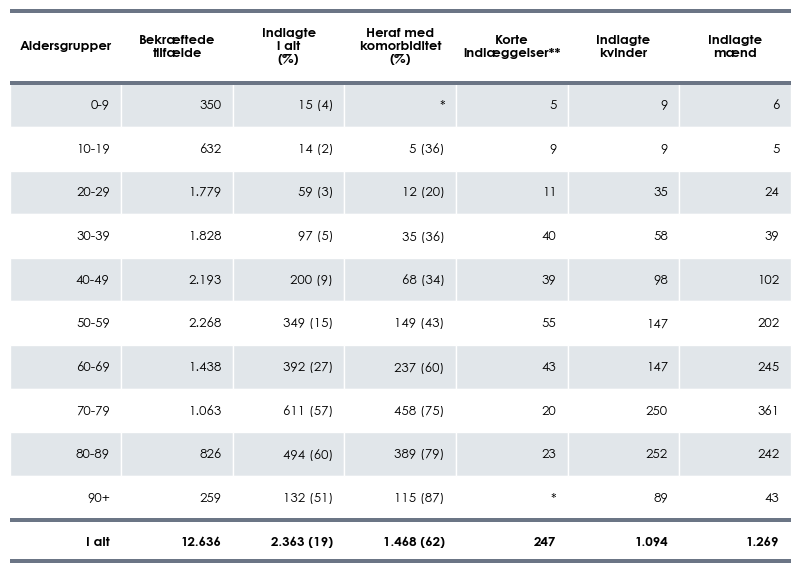 Aldersgrupper Bekræftede tilfælde Indlagte I alt (%) Heraf med komorbiditet (%) Korte indlæggelser** Indlagte kvinder Indlagte mænd
0-9 350 15 (4) * 5 9 6
10-19 632 14 (2) 5 (36) 9 9 5
20-29 1.779 59 (3) 12 (20) 11 35 24
30-39 1.828 97 (5) 35 (36) 40 58 39
40-49 2.193 200 (9) 68 (34) 39 98 102
50-59 2.268 349 (15) 149 (43) 55 147 202
60-69 1.438 392 (27) 237 (60) 43 147 245
70-79 1.063 611 (57) 458 (75) 20 250 361
80-89 826 494 (60) 389 (79) 23 252 242
90+ 259 132 (51) 115 (87) * 89 43
I alt 12.636 2.363 (19) 1.468 (62) 247 1.094 1.269